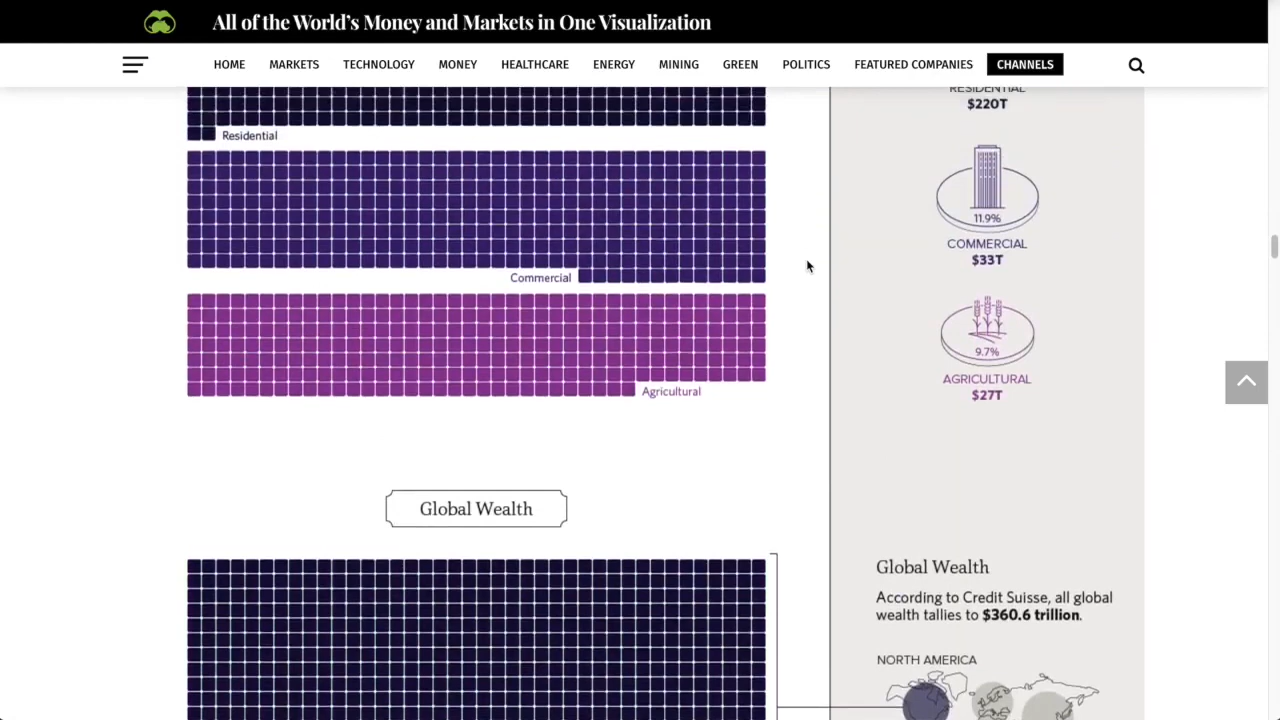 All of the World's Money and Markets in One Visualization
HOME MARKETS TECHNOLOGY MONEY HEALTHCARE ENERGY MINING GREEN POLITICS FEATURED COMPANIES CHANNELS
RESIDENTIAL
$220T
Residential
11.9%
COMMERCIAL
$33T
Commercial
9.7%
AGRICULTURAL
$27T
Agricultural
Global Wealth
Global Wealth
According to Credit Suisse, all global
wealth tallies to $360.6 trillion.
NORTH AMERICA